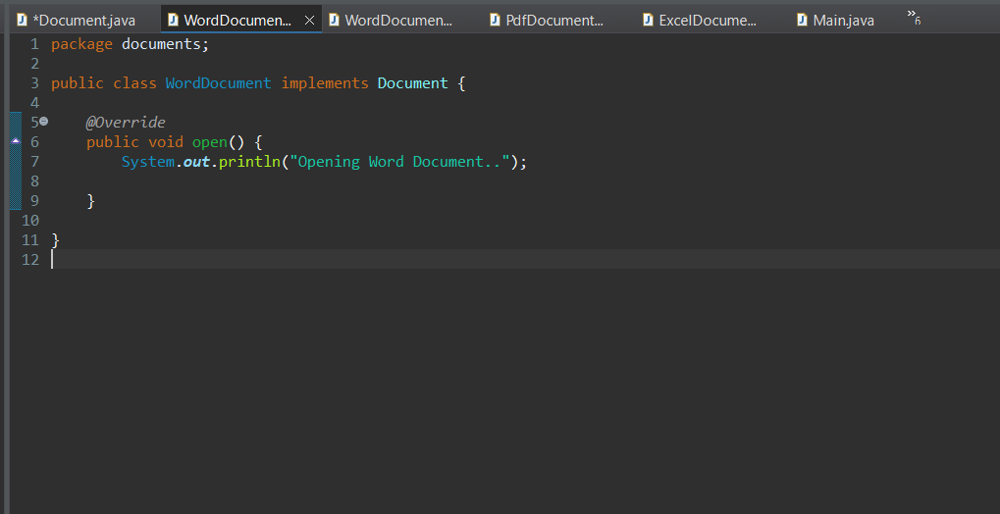 *Document.java WordDocumen... WordDocumen... PdfDocument... ExcelDocume... Main.java »6
1 package documents;
2
3 public class WordDocument implements Document {
4
5 @Override
6 public void open() {
7 System.out.println("Opening Word Document..");
8
9 }
10
11 }
12